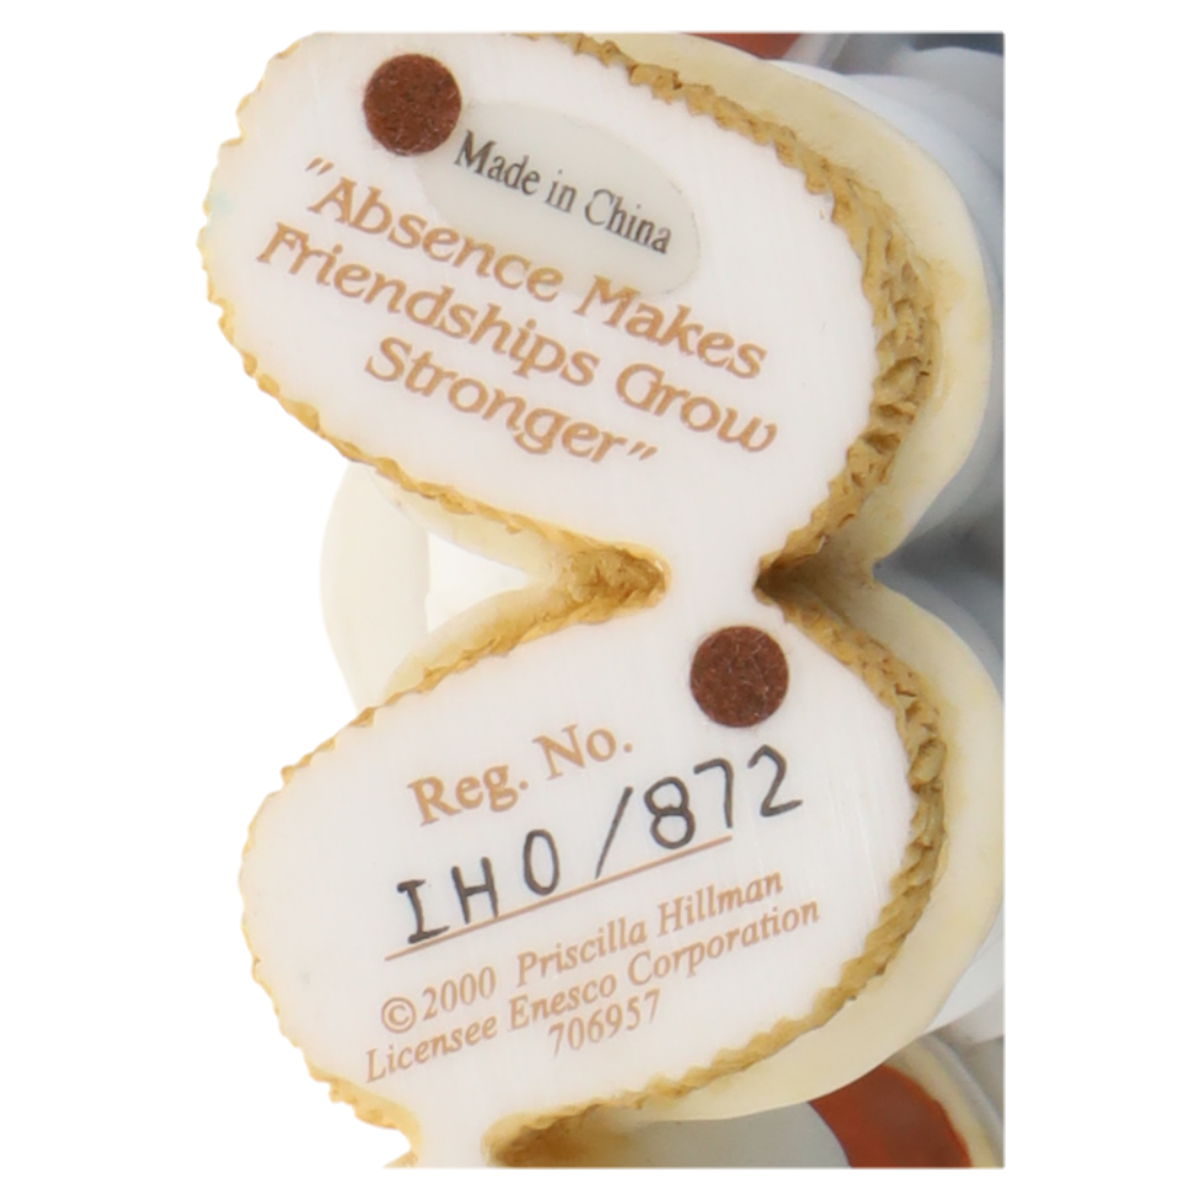 Made in China
"Absence Makes
Friendships Grow
Stronger"
Reg. No.
IH0/872
©2000 Priscilla Hillman
Licensee Enesco Corporation
706957